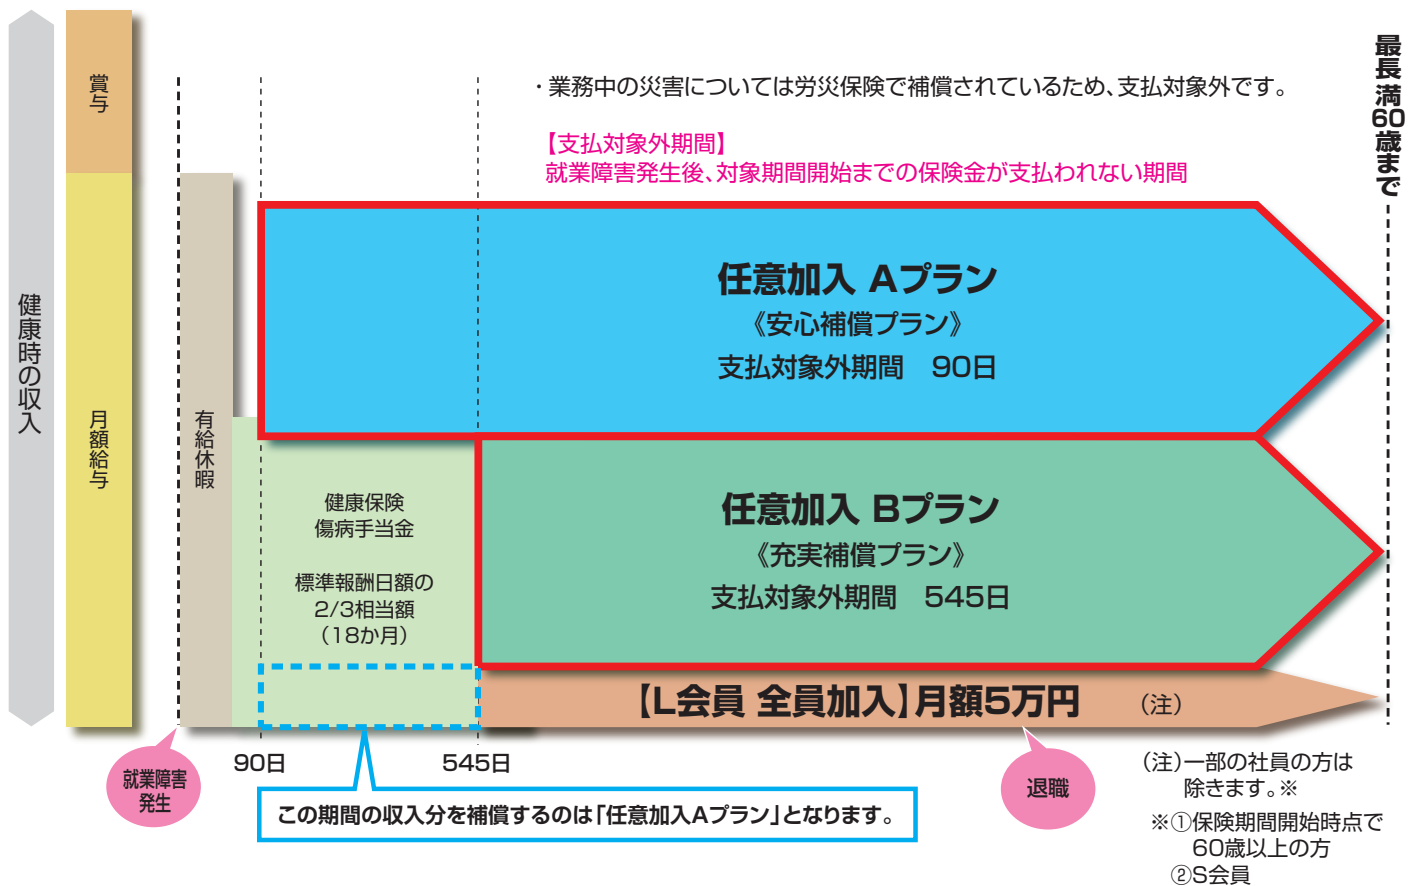 健康時の収入
賞与
月額給与
有給休暇
・業務中の災害については労災保険で補償されているため、支払対象外です。
【支払対象外期間】
就業障害発生後、対象期間開始までの保険金が支払われない期間
最長 満60歳まで
任意加入 Aプラン
《安心補償プラン》
支払対象外期間　90日
健康保険
傷病手当金
標準報酬日額の
2/3相当額
（18か月）
任意加入 Bプラン
《充実補償プラン》
支払対象外期間　545日
【L会員 全員加入】月額5万円　（注）
90日
545日
就業障害
発生
この期間の収入分を補償するのは「任意加入Aプラン」となります。
退職
（注）一部の社員の方は
除きます。※
※①保険期間開始時点で
60歳以上の方
②S会員